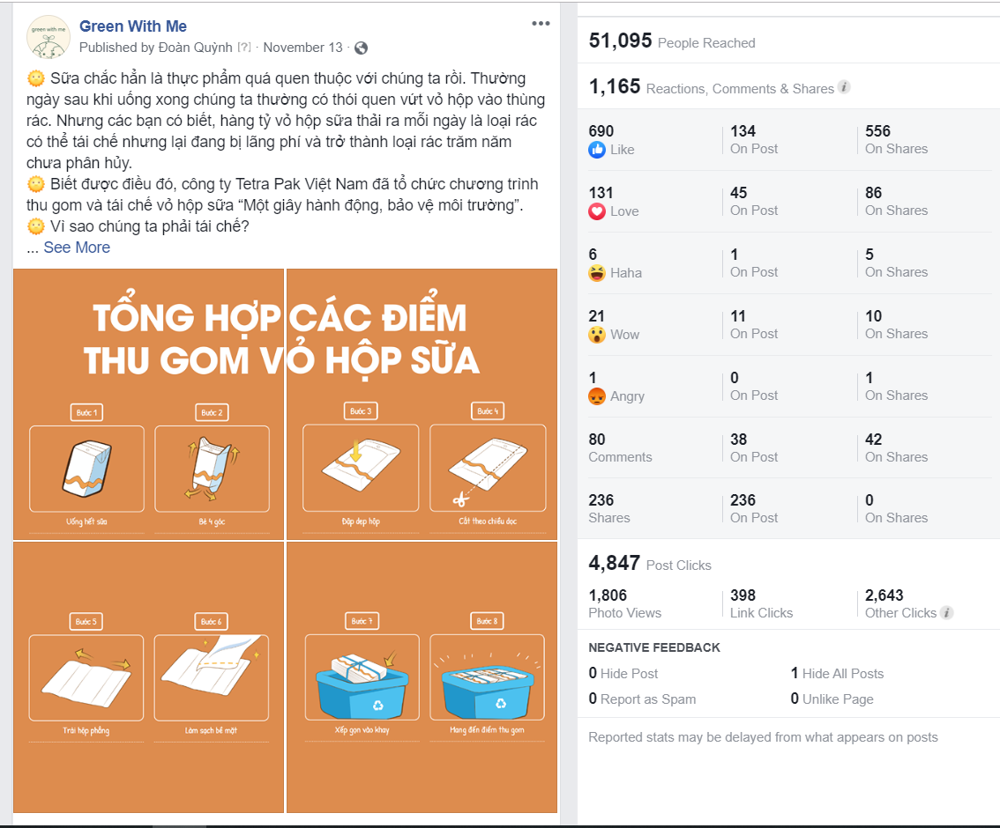 green with me
Green With Me
Published by Đoàn Quỳnh [?] · November 13 ·
Sữa chắc hẳn là thực phẩm quá quen thuộc với chúng ta rồi. Thường
ngày sau khi uống xong chúng ta thường có thói quen vứt vỏ hộp vào thùng
rác. Nhưng các bạn có biết, hàng tỷ vỏ hộp sữa thải ra mỗi ngày là loại rác
có thể tái chế nhưng lại đang bị lãng phí và trở thành loại rác trăm năm
chưa phân hủy.
Biết được điều đó, công ty Tetra Pak Việt Nam đã tổ chức chương trình
thu gom và tái chế vỏ hộp sữa “Một giây hành động, bảo vệ môi trường”.
Vì sao chúng ta phải tái chế?
... See More
TỔNG HỢP CÁC ĐIỂM
THU GOM VỎ HỘP SỮA
Bước 1
Bước 2
Bước 3
Bước 4
Uống hết sữa
Bẻ 4 góc
Đập dẹp hộp
Cắt theo chiều dọc
Bước 5
Bước 6
Bước 7
Bước 8
Trải hộp phẳng
Làm sạch bề mặt
Xếp gọn vào khay
Mang đến điểm thu gom
51,095 People Reached
1,165 Reactions, Comments & Shares
690 134 556
Like On Post On Shares
131 45 86
Love On Post On Shares
6 1 5
Haha On Post On Shares
21 11 10
Wow On Post On Shares
1 0 1
Angry On Post On Shares
80 38 42
Comments On Post On Shares
236 236 0
Shares On Post On Shares
4,847 Post Clicks
1,806 398 2,643
Photo Views Link Clicks Other Clicks
NEGATIVE FEEDBACK
0 Hide Post 1 Hide All Posts
0 Report as Spam 0 Unlike Page
Reported stats may be delayed from what appears on posts